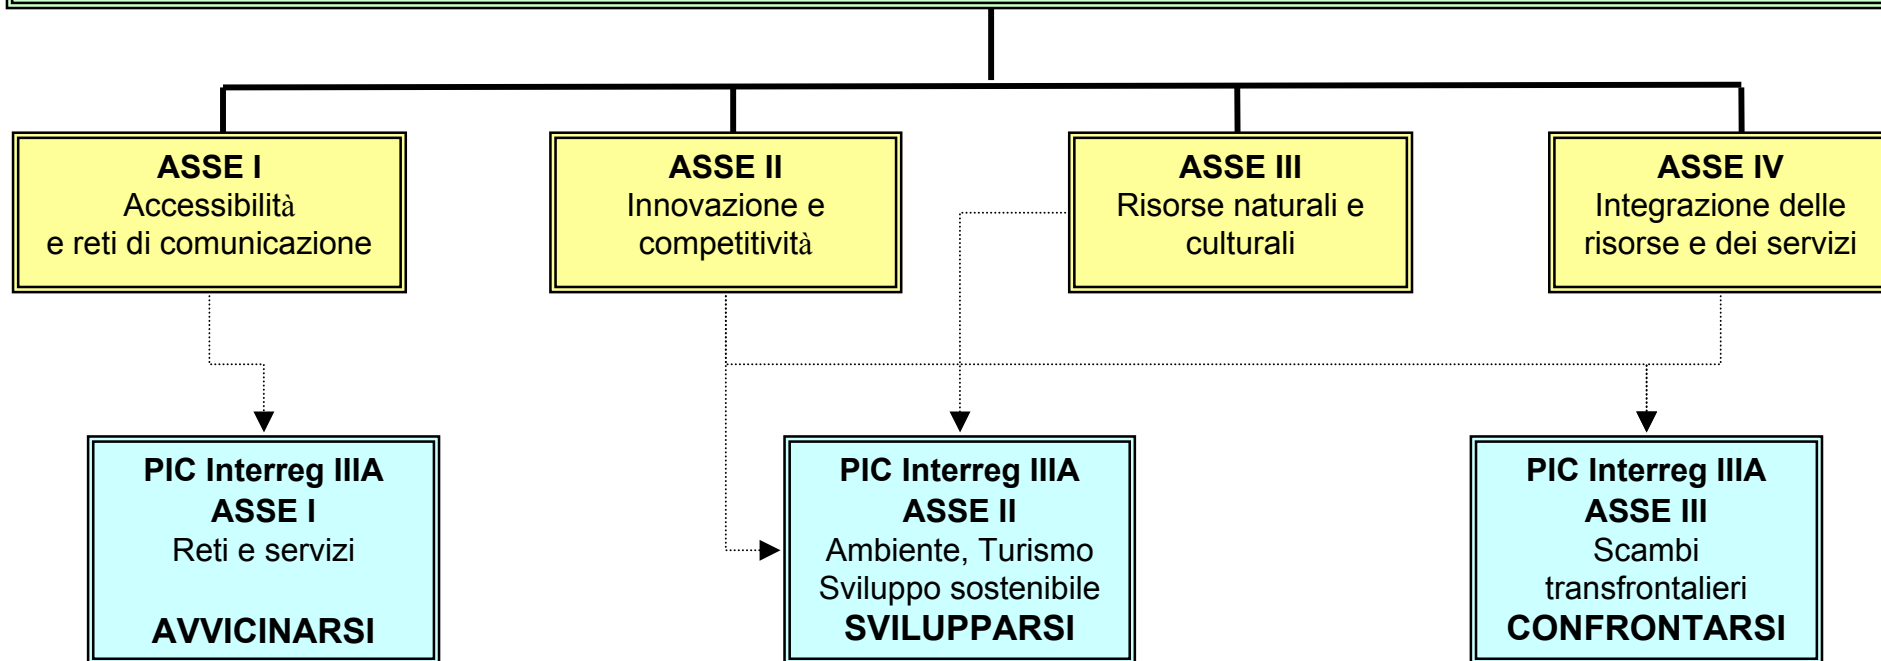 ASSE I
Accessibilità
e reti di comunicazione
ASSE II
Innovazione e
competitività
ASSE III
Risorse naturali e
culturali
ASSE IV
Integrazione delle
risorse e dei servizi
PIC Interreg IIIA
ASSE I
Reti e servizi
AVVICINARSI
PIC Interreg IIIA
ASSE II
Ambiente, Turismo
Sviluppo sostenibile
SVILUPPARSI
PIC Interreg IIIA
ASSE III
Scambi
transfrontalieri
CONFRONTARSI